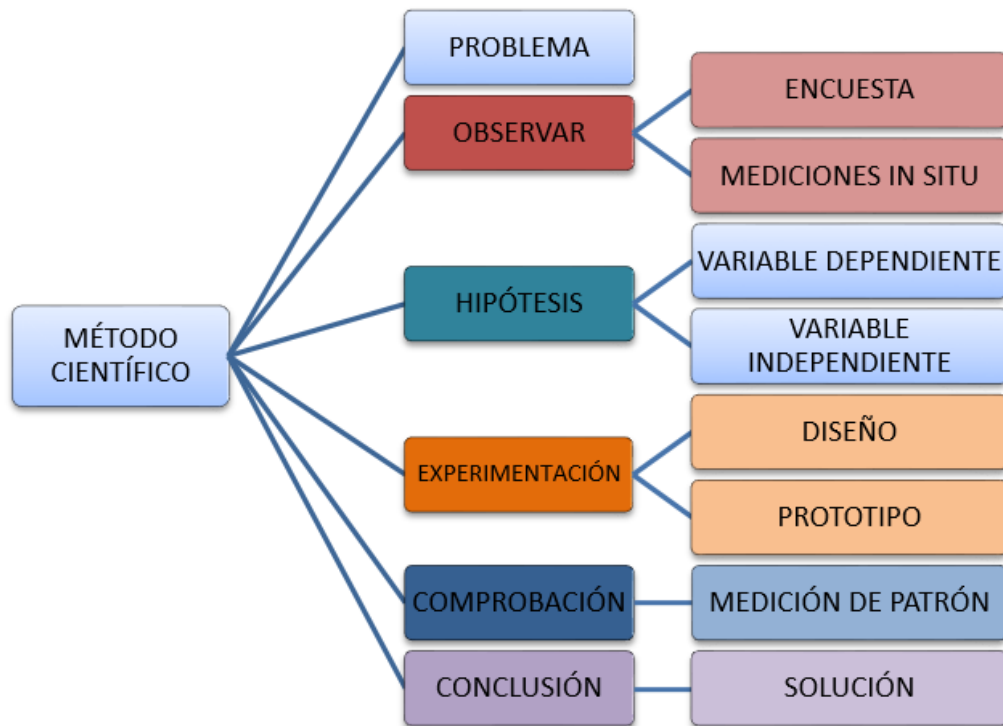 MÉTODO
CIENTÍFICO
PROBLEMA
OBSERVAR
ENCUESTA
MEDICIONES IN SITU
HIPÓTESIS
VARIABLE DEPENDIENTE
VARIABLE
INDEPENDIENTE
EXPERIMENTACIÓN
DISEÑO
PROTOTIPO
COMPROBACIÓN
MEDICIÓN DE PATRÓN
CONCLUSIÓN
SOLUCIÓN